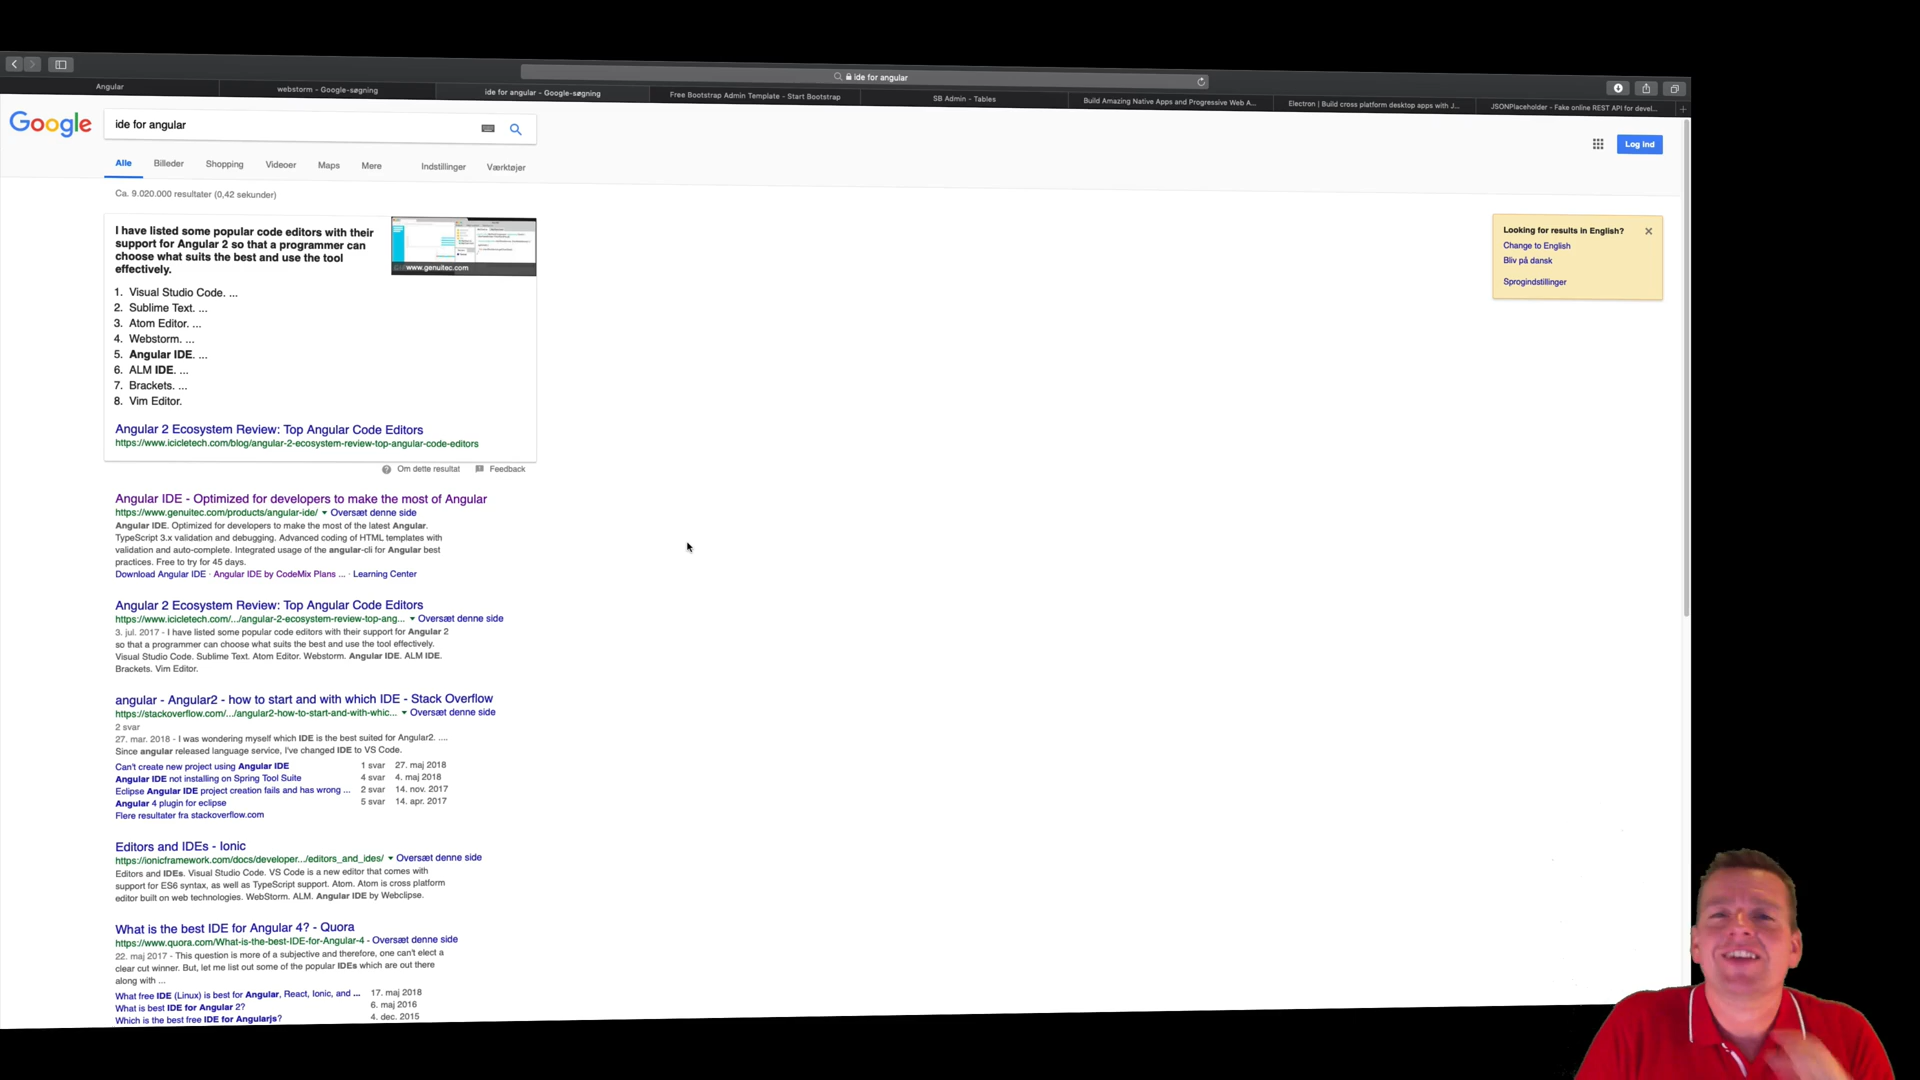 ide for angular
Angular
webstorm - Google-søgning
ide for angular - Google-søgning
Free Bootstrap Admin Template - Start Bootstrap
SB Admin - Tables
Build Amazing Native Apps and Progressive Web A...
Electron | Build cross platform desktop apps with J...
JSONPlaceholder - Fake online REST API for devel...
Google
ide for angular
Log ind
Alle
Billeder
Shopping
Videoer
Maps
Mere
Indstillinger
Værktøjer
Ca. 9.020.000 resultater (0,42 sekunder)
I have listed some popular code editors with their
support for Angular 2 so that a programmer can
choose what suits the best and use the tool
effectively.
www.genuitec.com
1. Visual Studio Code. ...
2. Sublime Text. ...
3. Atom Editor. ...
4. Webstorm. ...
5. Angular IDE. ...
6. ALM IDE. ...
7. Brackets. ...
8. Vim Editor.
Angular 2 Ecosystem Review: Top Angular Code Editors
https://www.icicletech.com/blog/angular-2-ecosystem-review-top-angular-code-editors
Om dette resultat
Feedback
Looking for results in English?
Change to English
Bliv på dansk
Sprogindstillinger
Angular IDE - Optimized for developers to make the most of Angular
https://www.genuitec.com/products/angular-ide/ ▾ Oversæt denne side
Angular IDE. Optimized for developers to make the most of the latest Angular.
TypeScript 3.x validation and debugging. Advanced coding of HTML templates with
validation and auto-complete. Integrated usage of the angular-cli for Angular best
practices. Free to try for 45 days.
Download Angular IDE · Angular IDE by CodeMix Plans ... · Learning Center
Angular 2 Ecosystem Review: Top Angular Code Editors
https://www.icicletech.com/.../angular-2-ecosystem-review-top-ang... ▾ Oversæt denne side
3. jul. 2017 - I have listed some popular code editors with their support for Angular 2
so that a programmer can choose what suits the best and use the tool effectively.
Visual Studio Code. Sublime Text. Atom Editor. Webstorm. Angular IDE. ALM IDE.
Brackets. Vim Editor.
angular - Angular2 - how to start and with which IDE - Stack Overflow
https://stackoverflow.com/.../angular2-how-to-start-and-with-whic... ▾ Oversæt denne side
2 svar
27. mar. 2018 - I was wondering myself which IDE is the best suited for Angular2. ....
Since angular released language service, I've changed IDE to VS Code.
Can't create new project using Angular IDE 1 svar 27. maj 2018
Angular IDE not installing on Spring Tool Suite 4 svar 4. maj 2018
Eclipse Angular IDE project creation fails and has wrong ... 2 svar 14. nov. 2017
Angular 4 plugin for eclipse 5 svar 14. apr. 2017
Flere resultater fra stackoverflow.com
Editors and IDEs - Ionic
https://ionicframework.com/docs/developer.../editors_and_ides/ ▾ Oversæt denne side
Editors and IDEs. Visual Studio Code. VS Code is a new editor that comes with
support for ES6 syntax, as well as TypeScript support. Atom. Atom is cross platform
editor built on web technologies. WebStorm. ALM. Angular IDE by Webclipse.
What is the best IDE for Angular 4? - Quora
https://www.quora.com/What-is-the-best-IDE-for-Angular-4 - Oversæt denne side
22. maj 2017 - This question is more of a subjective and therefore, one can't elect a
clear cut winner. But, let me list out some of the popular IDEs which are out there
along with ...
What free IDE (Linux) is best for Angular, React, Ionic, and ... 17. maj 2018
What is best IDE for Angular 2? 6. maj 2016
Which is the best free IDE for Angularjs? 4. dec. 2015